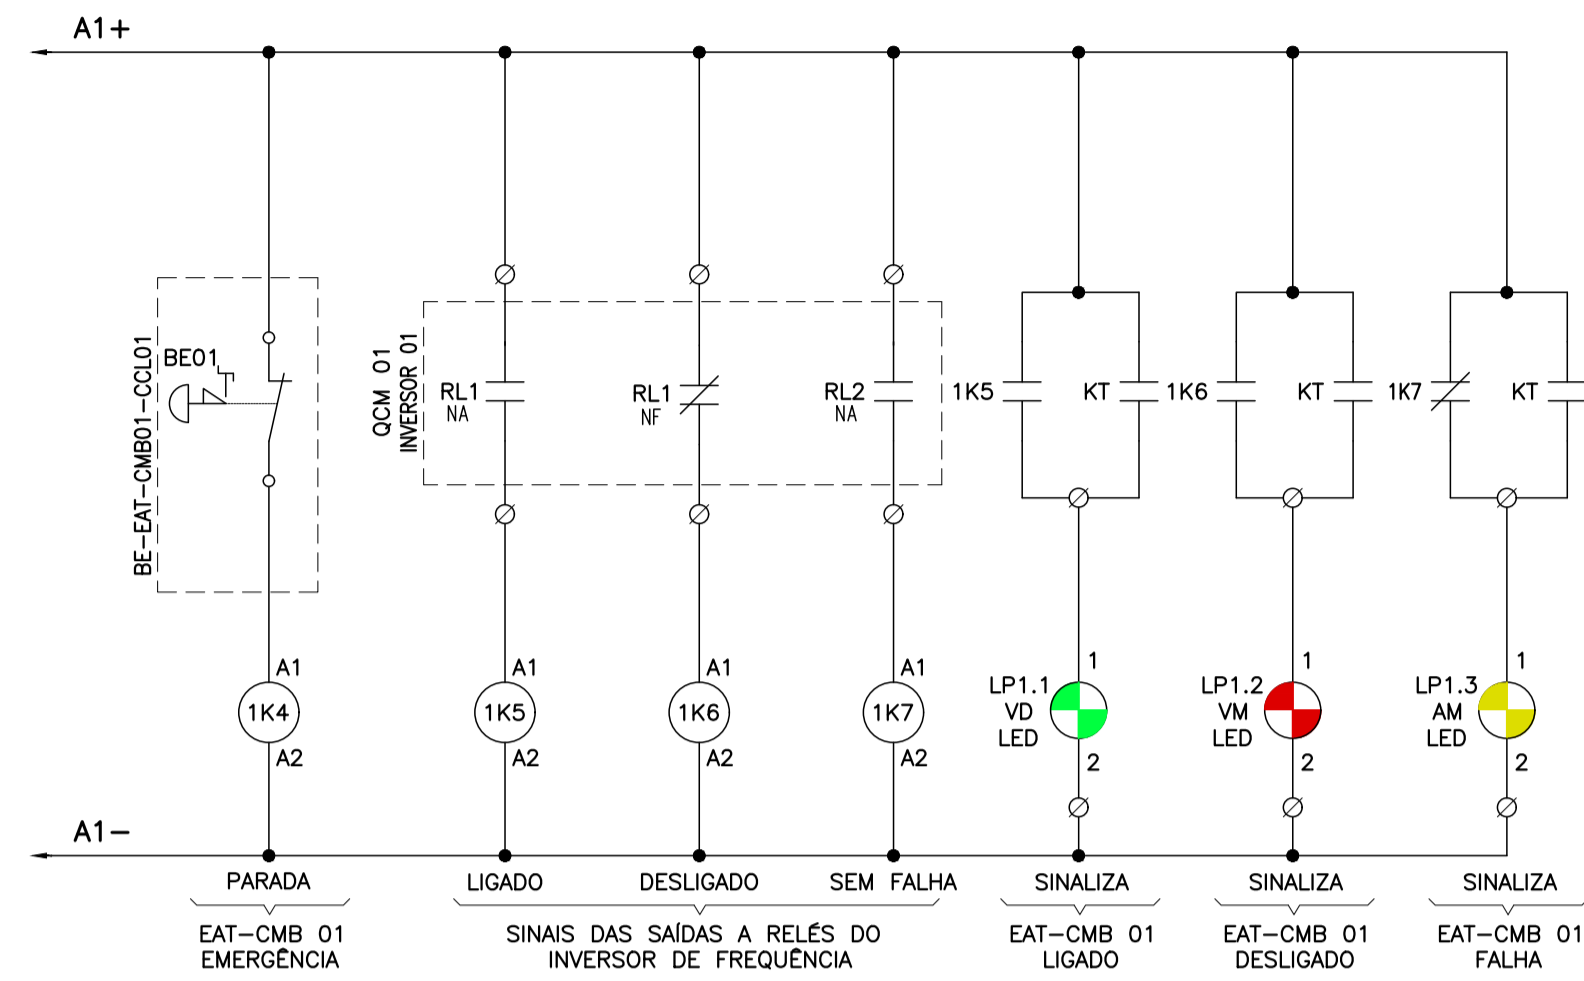 A1+
BE-EAT-CMB01-CCL01
BE01
QCM 01
INVERSOR 01
RL1
NA
RL1
NF
RL2
NA
1K5
KT
1K6
KT
1K7
KT
A1
1K4
A2
A1
1K5
A2
A1
1K6
A2
A1
1K7
A2
1
LP1.1
VD
LED
2
1
LP1.2
VM
LED
2
1
LP1.3
AM
LED
2
A1-
PARADA
EAT-CMB 01
EMERGÊNCIA
LIGADO
DESLIGADO
SEM FALHA
SINAIS DAS SAÍDAS A RELÉS DO
INVERSOR DE FREQUÊNCIA
SINALIZA
EAT-CMB 01
LIGADO
SINALIZA
EAT-CMB 01
DESLIGADO
SINALIZA
EAT-CMB 01
FALHA